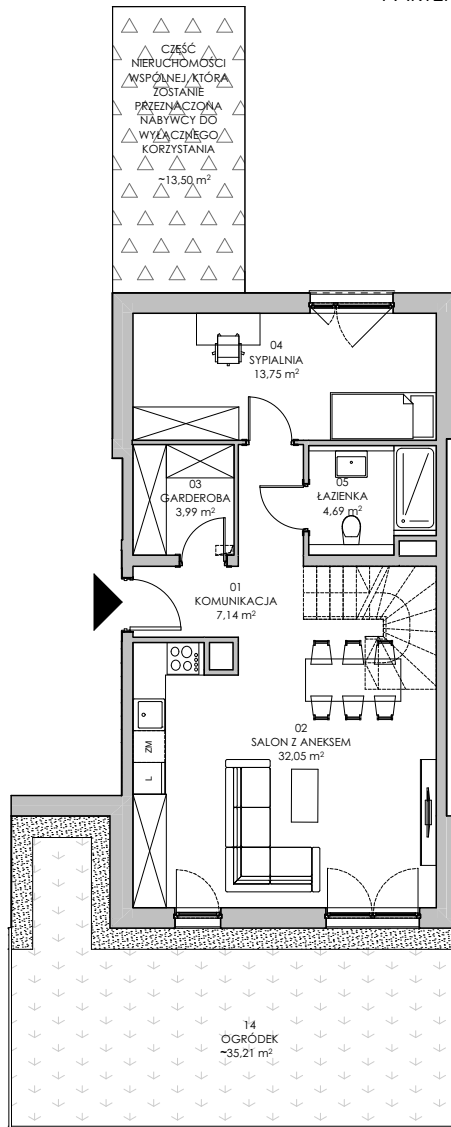 CZĘŚĆ
NIERUCHOMOŚCI
WSPÓLNEJ, KTÓRA
ZOSTANIE
PRZEZNACZONA
NABYWCY DO
WYŁĄCZNEGO
KORZYSTANIA
~13,50 m²
04
SYPIALNIA
13,75 m²
03
GARDEROBA
3,99 m²
05
ŁAZIENKA
4,69 m²
01
KOMUNIKACJA
7,14 m²
02
SALON Z ANEKSEM
32,05 m²
ZM
L
14
OGRÓDEK
~35,21 m²